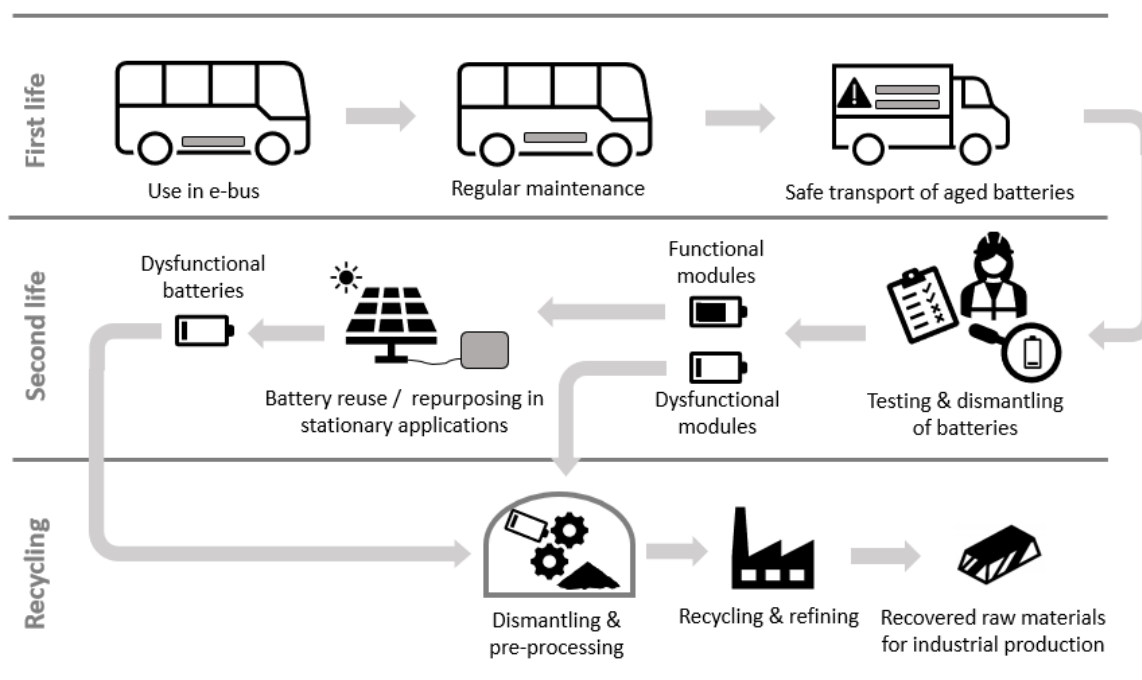 First life
Use in e-bus
Regular maintenance
Safe transport of aged batteries
Second life
Dysfunctional
batteries
Battery reuse / repurposing in
stationary applications
Functional
modules
Dysfunctional
modules
Testing & dismantling
of batteries
Recycling
Dismantling &
pre-processing
Recycling & refining
Recovered raw materials
for industrial production